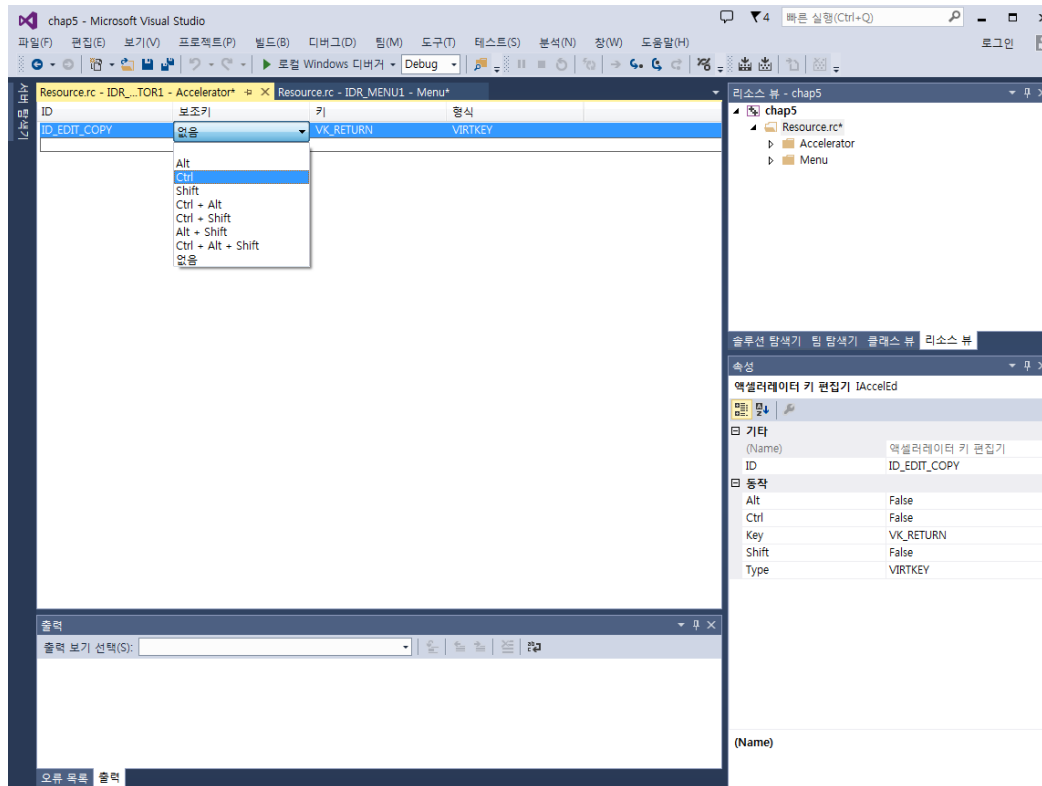 chap5 - Microsoft Visual Studio
4
빠른 실행(Ctrl+Q)
파일(F) 편집(E) 보기(V) 프로젝트(P) 빌드(B) 디버그(D) 팀(M) 도구(T) 테스트(S) 분석(N) 창(W) 도움말(H)
로그인
로컬 Windows 디버거
Debug
서버 탐색기
Resource.rc - IDR_...TOR1 - Accelerator*
Resource.rc - IDR_MENU1 - Menu*
ID 보조키 키 형식
ID_EDIT_COPY 없음 VK_RETURN VIRTKEY
Alt
Ctrl
Shift
Ctrl + Alt
Ctrl + Shift
Alt + Shift
Ctrl + Alt + Shift
없음
리소스 뷰 - chap5
chap5
Resource.rc*
Accelerator
Menu
솔루션 탐색기 팀 탐색기 클래스 뷰 리소스 뷰
속성
액셀러레이터 키 편집기 IAccelEd
기타
(Name) 액셀러레이터 키 편집기
ID ID_EDIT_COPY
동작
Alt False
Ctrl False
Key VK_RETURN
Shift False
Type VIRTKEY
(Name)
출력
출력 보기 선택(S):
오류 목록 출력